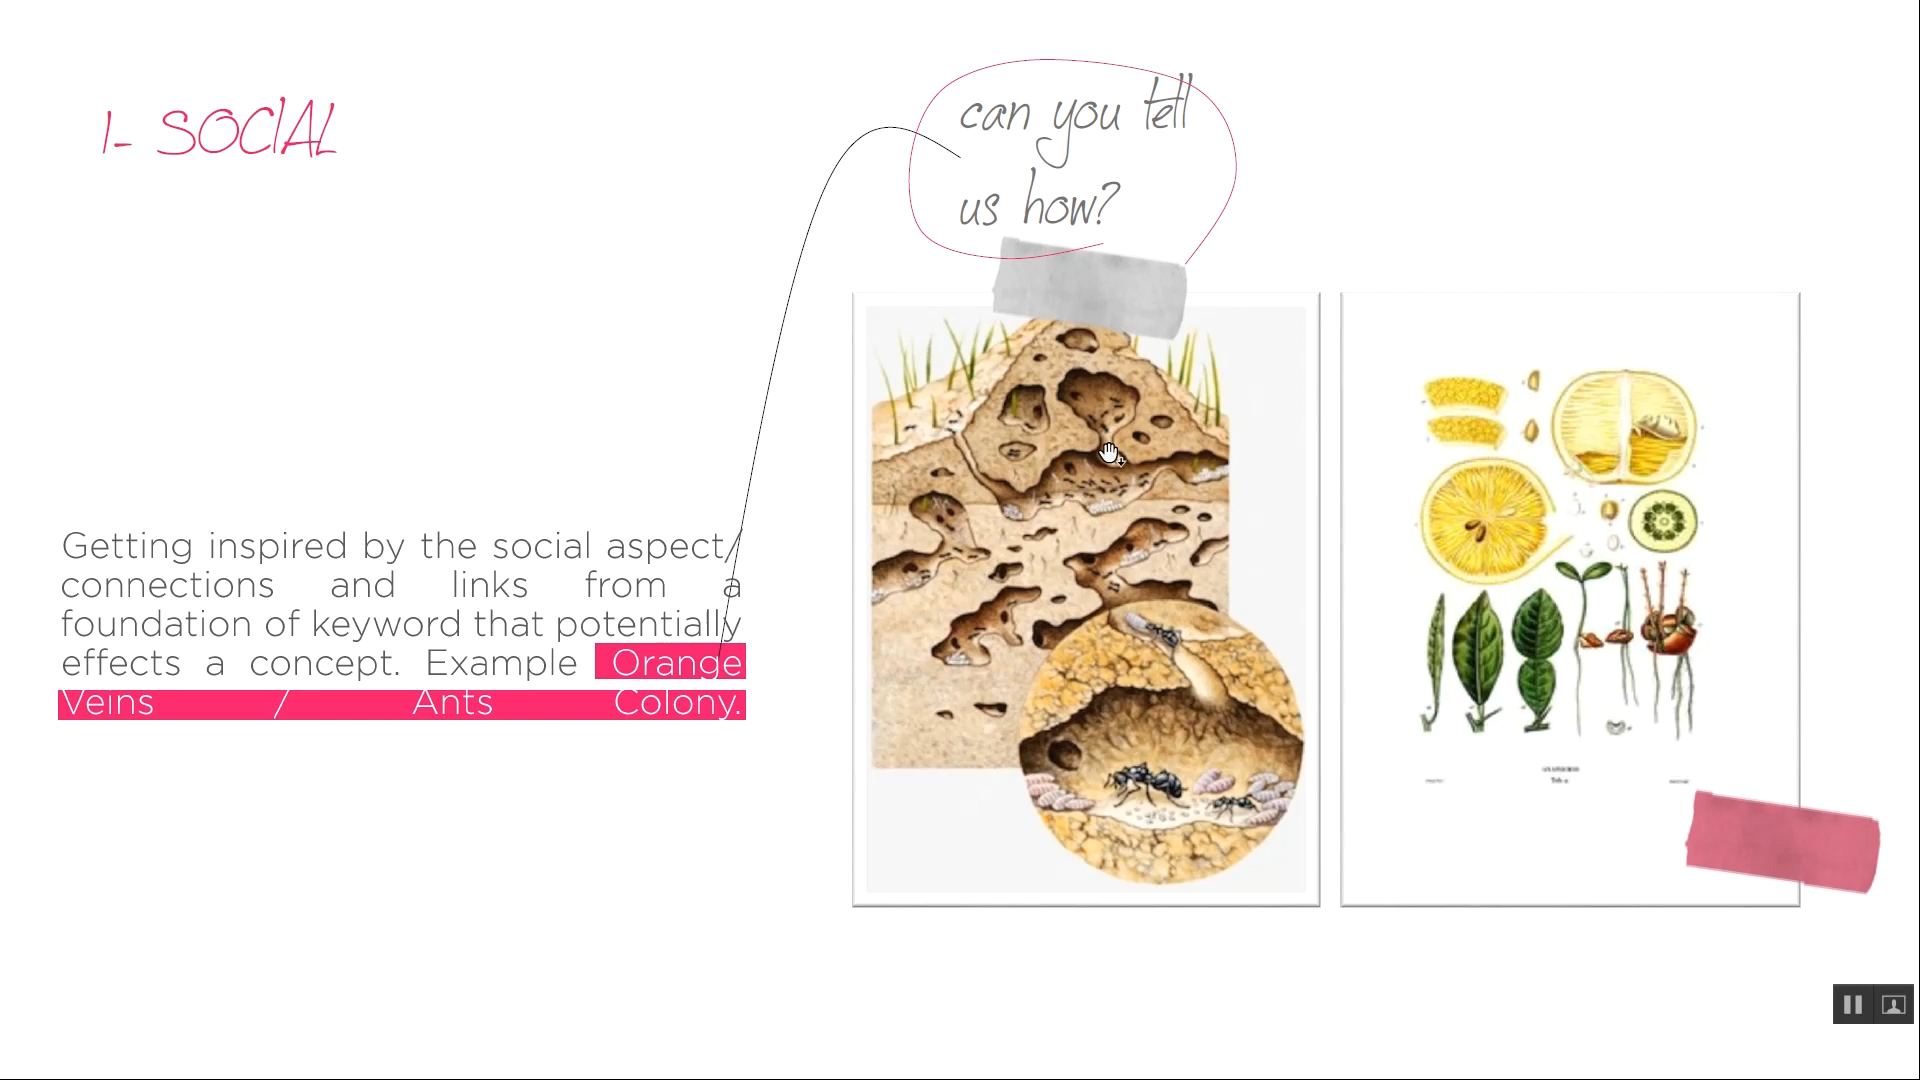 1- SOCIAL
can you tell
us how?
Getting inspired by the social aspect/
connections and links from a
foundation of keyword that potentially
effects a concept. Example Orange
Veins / Ants Colony.